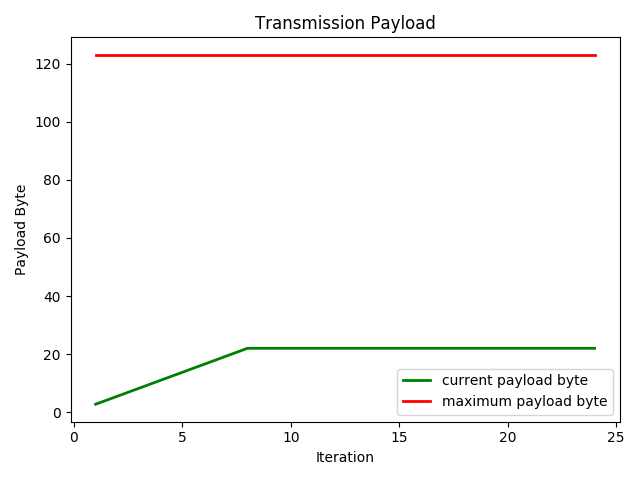 Transmission Payload
120
100
80
60
40
20
0
Payload Byte
current payload byte
maximum payload byte
0 5 10 15 20 25
Iteration